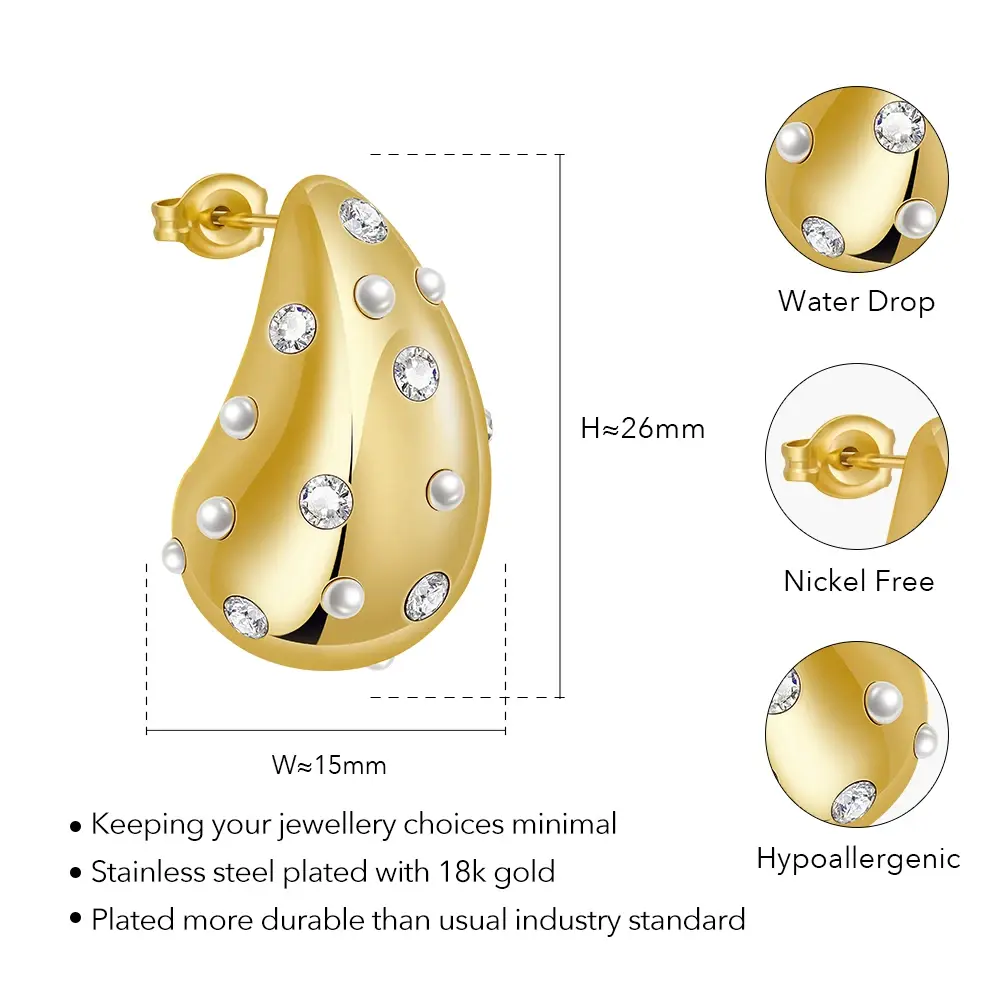 Water Drop
H≈26mm
Nickel Free
W≈15mm
Hypoallergenic
• Keeping your jewellery choices minimal
• Stainless steel plated with 18k gold
• Plated more durable than usual industry standard